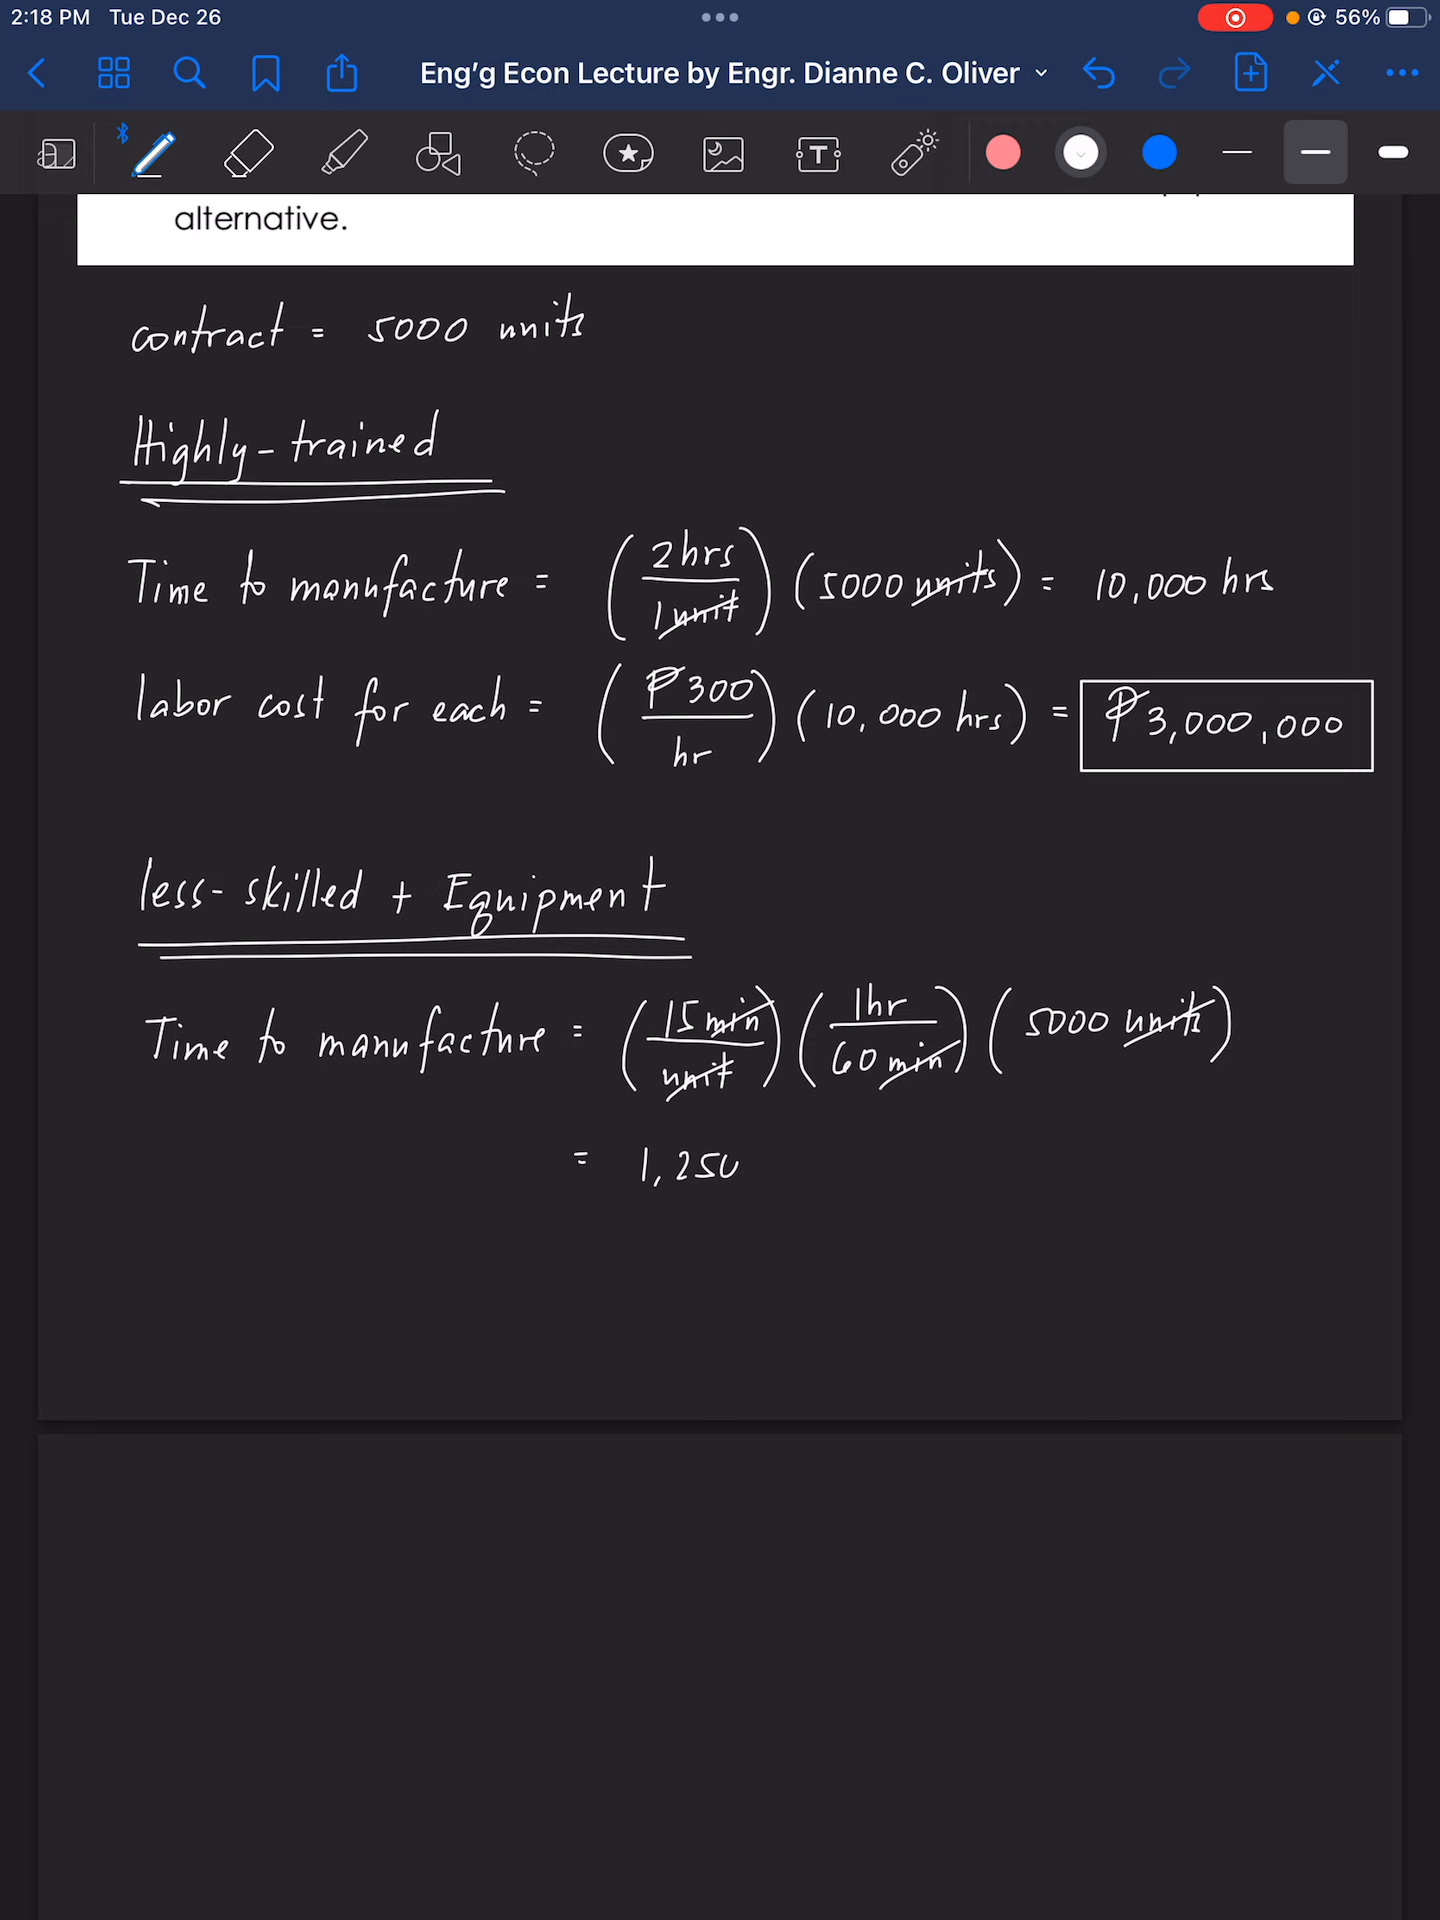 2:18 PM Tue Dec 26
56%
Eng'g Econ Lecture by Engr. Dianne C. Oliver
alternative.
contract = 5000 units
Highly-trained
Time to manufacture = (2hrs / 1 unit) (5000 units) = 10,000 hrs
labor cost for each = (₱300 / hr) (10,000 hrs) = ₱3,000,000
less-skilled + Equipment
Time to manufacture = (15 min / unit) (1hr / 60 min) (5000 units)
= 1,250